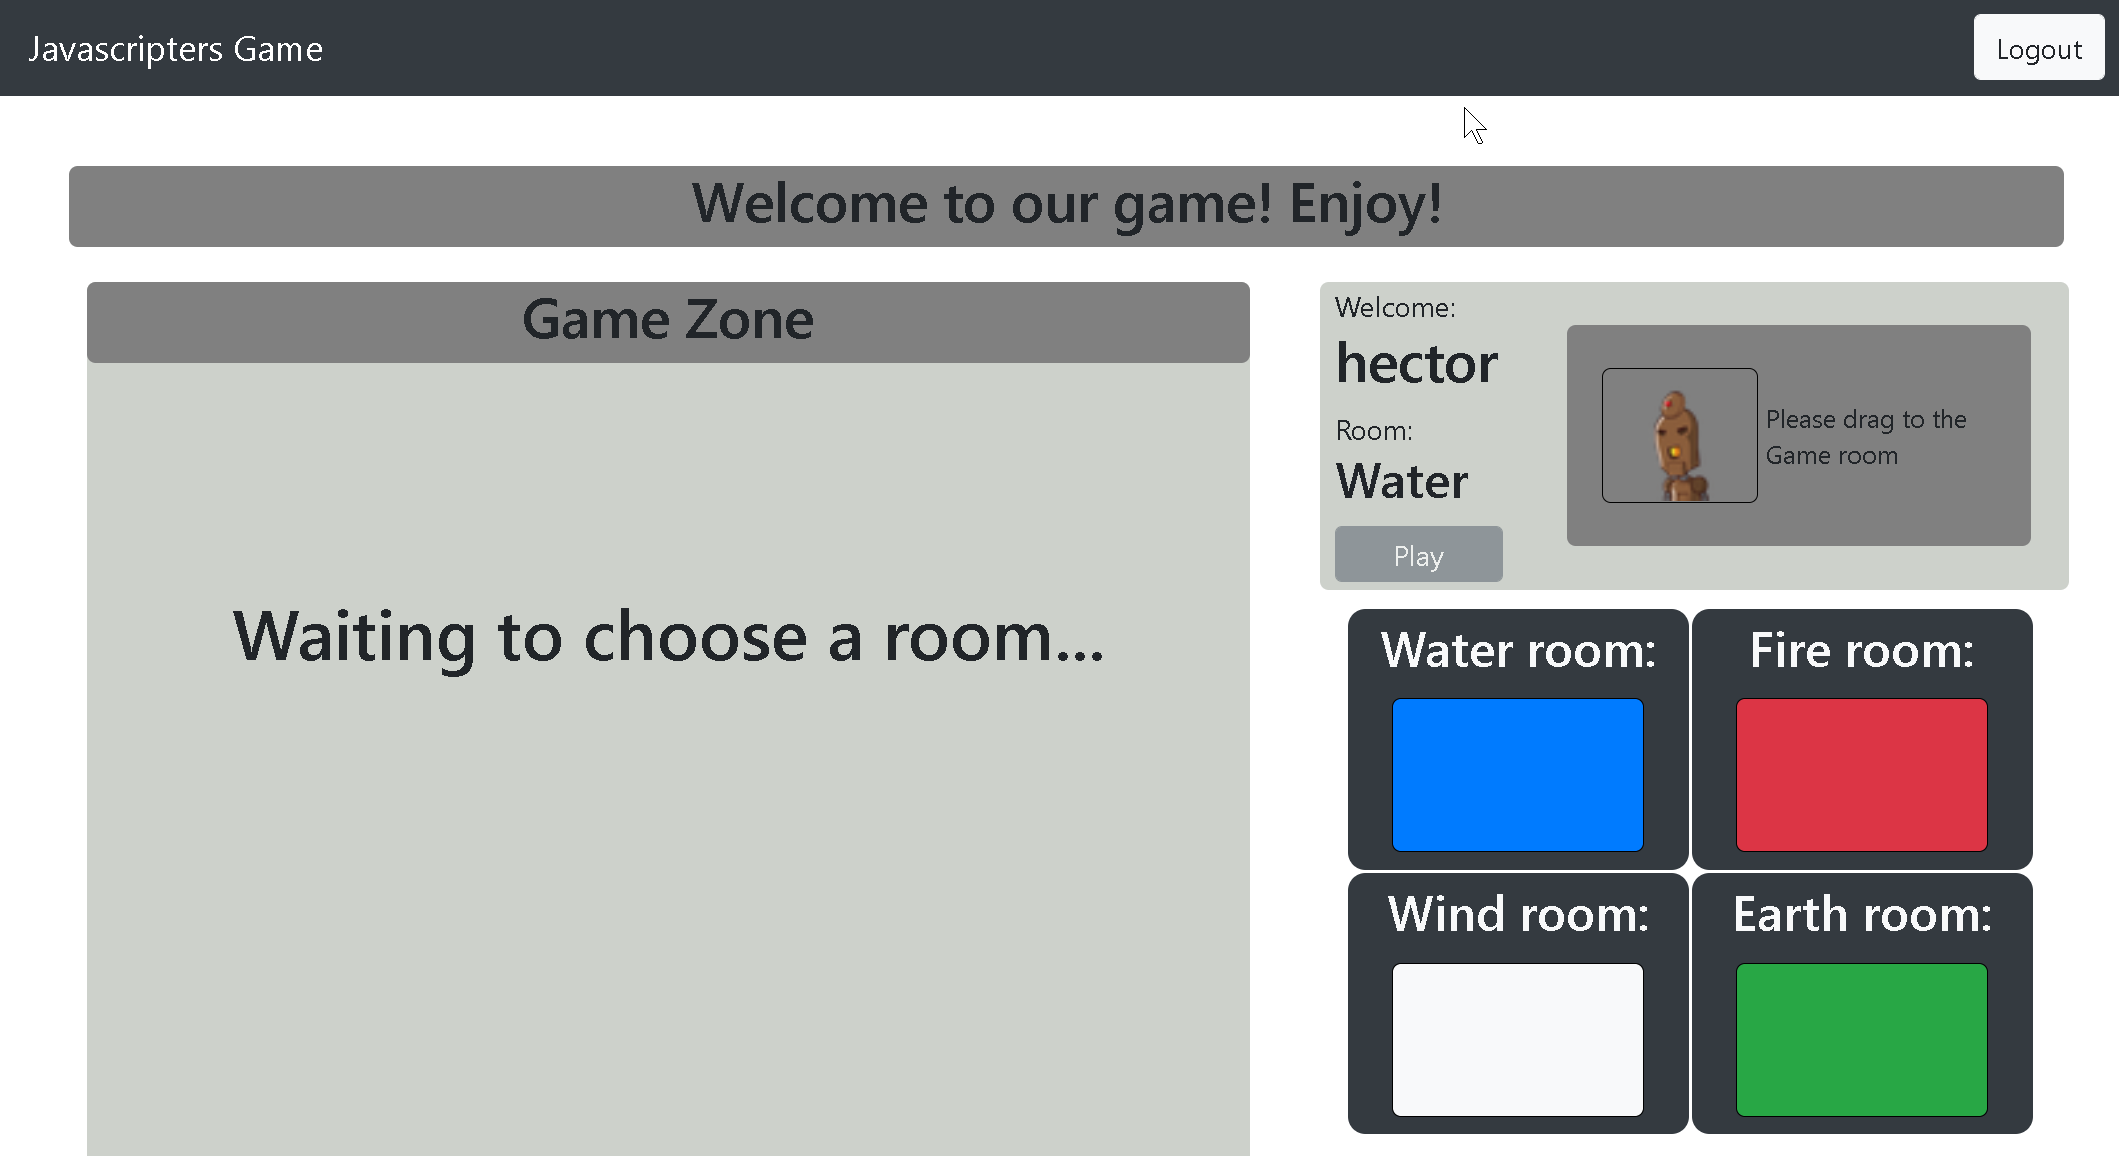 Javascripters Game
Logout
Welcome to our game! Enjoy!
Game Zone
Waiting to choose a room...
Welcome:
hector
Room:
Water
Play
Please drag to the
Game room
Water room:
Fire room:
Wind room:
Earth room: